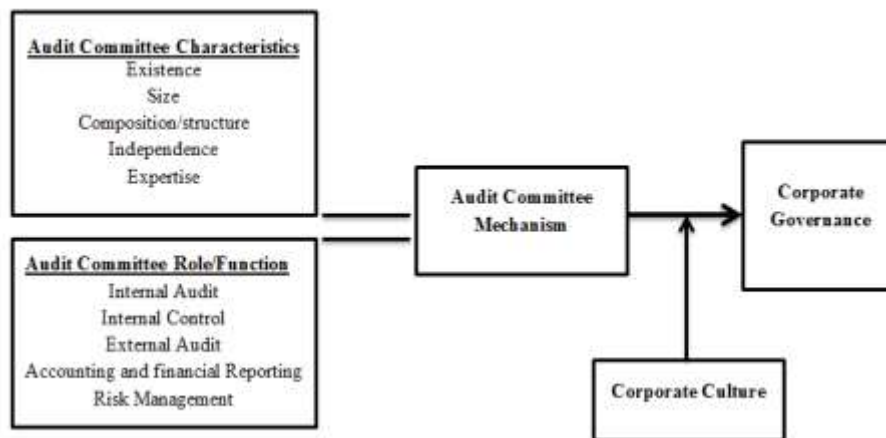 Audit Committee Characteristics
Existence
Size
Composition/structure
Independence
Expertise
Audit Committee Role/Function
Internal Audit
Internal Control
External Audit
Accounting and financial Reporting
Risk Management
Audit Committee
Mechanism
Corporate
Governance
Corporate Culture